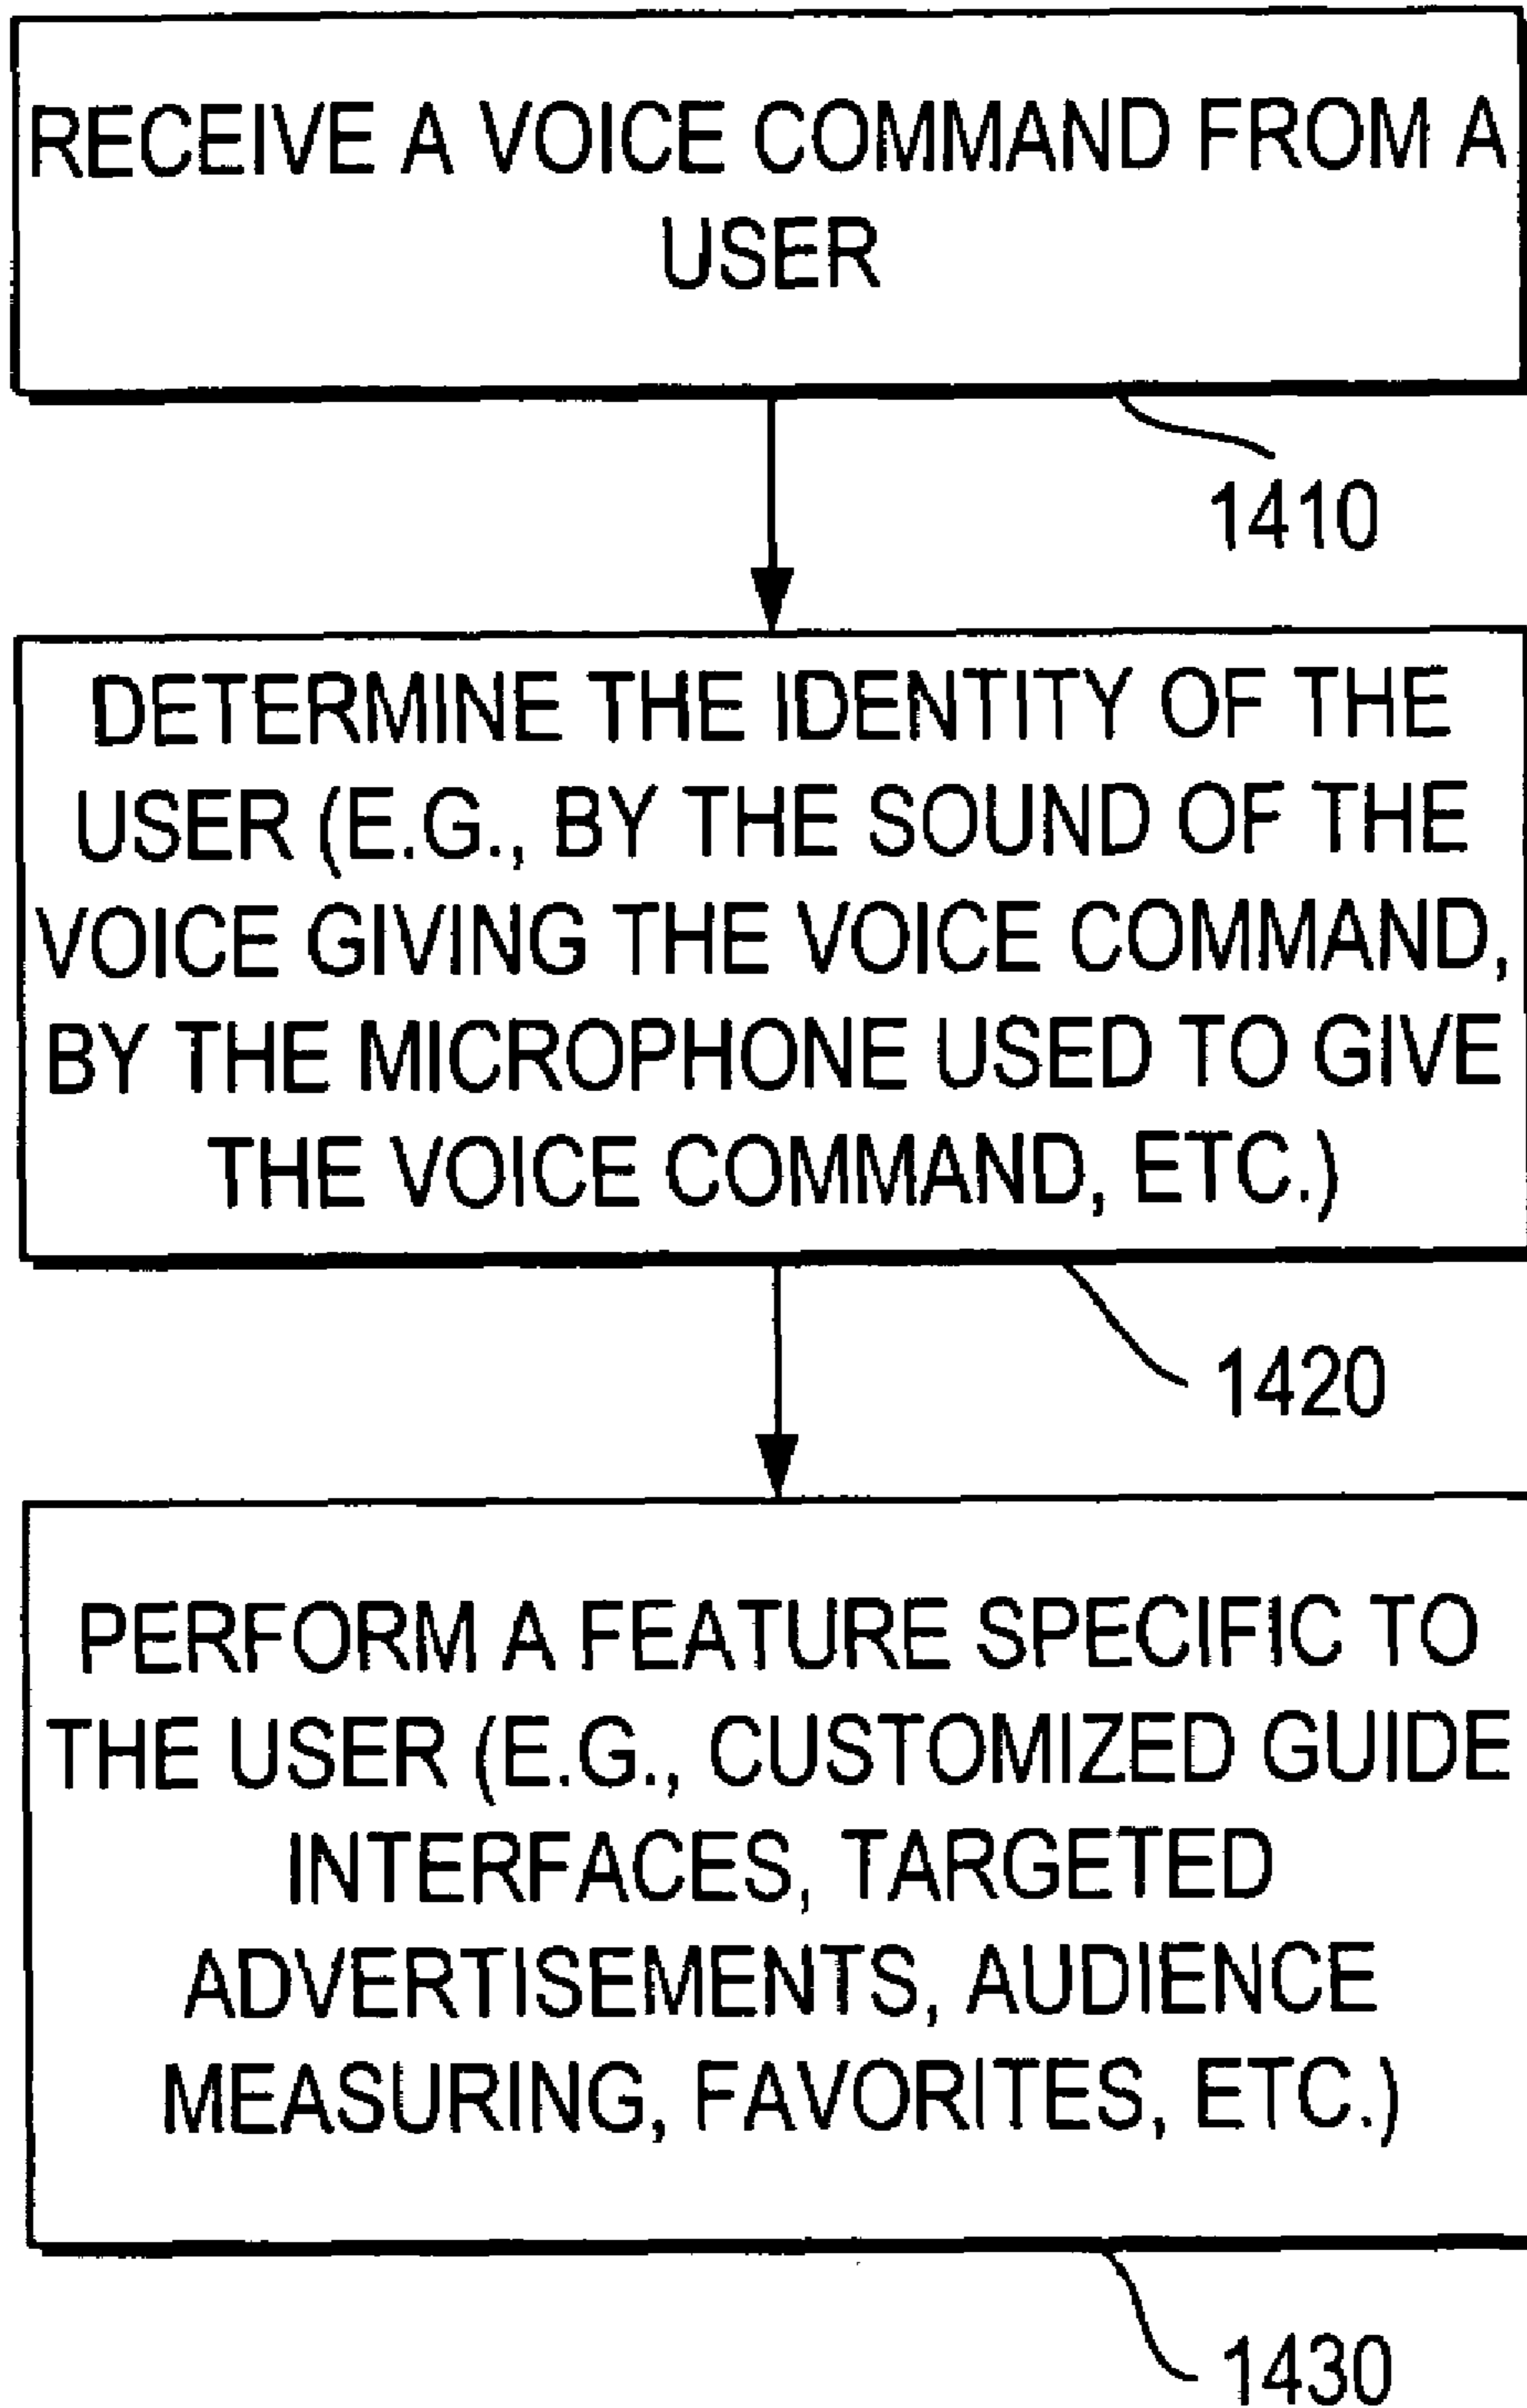 RECEIVE A VOICE COMMAND FROM A
USER
1410
DETERMINE THE IDENTITY OF THE
USER (E.G., BY THE SOUND OF THE
VOICE GIVING THE VOICE COMMAND,
BY THE MICROPHONE USED TO GIVE
THE VOICE COMMAND, ETC.)
1420
PERFORM A FEATURE SPECIFIC TO
THE USER (E.G., CUSTOMIZED GUIDE
INTERFACES, TARGETED
ADVERTISEMENTS, AUDIENCE
MEASURING, FAVORITES, ETC.)
1430